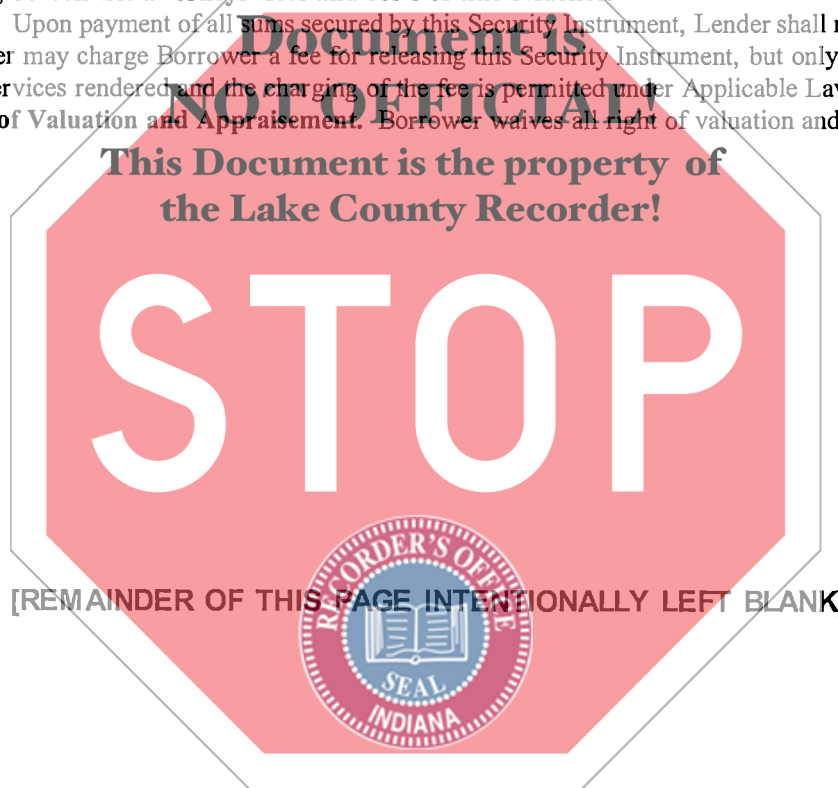 Document is
Upon payment of all sums secured by this Security Instrument, Lender shall
er may charge Borrower a fee for releasing this Security Instrument, but only
rvices rendered and the charging of the fee is permitted under Applicable La
NOT OFFICIAL!
of Valuation and Appraisement. Borrower waives all right of valuation and
This Document is the property of
the Lake County Recorder!
STOP
RECORDER'S OFFICE
[REMAINDER OF THIS PAGE INTENTIONALLY LEFT BLANK
SEAL
INDIANA